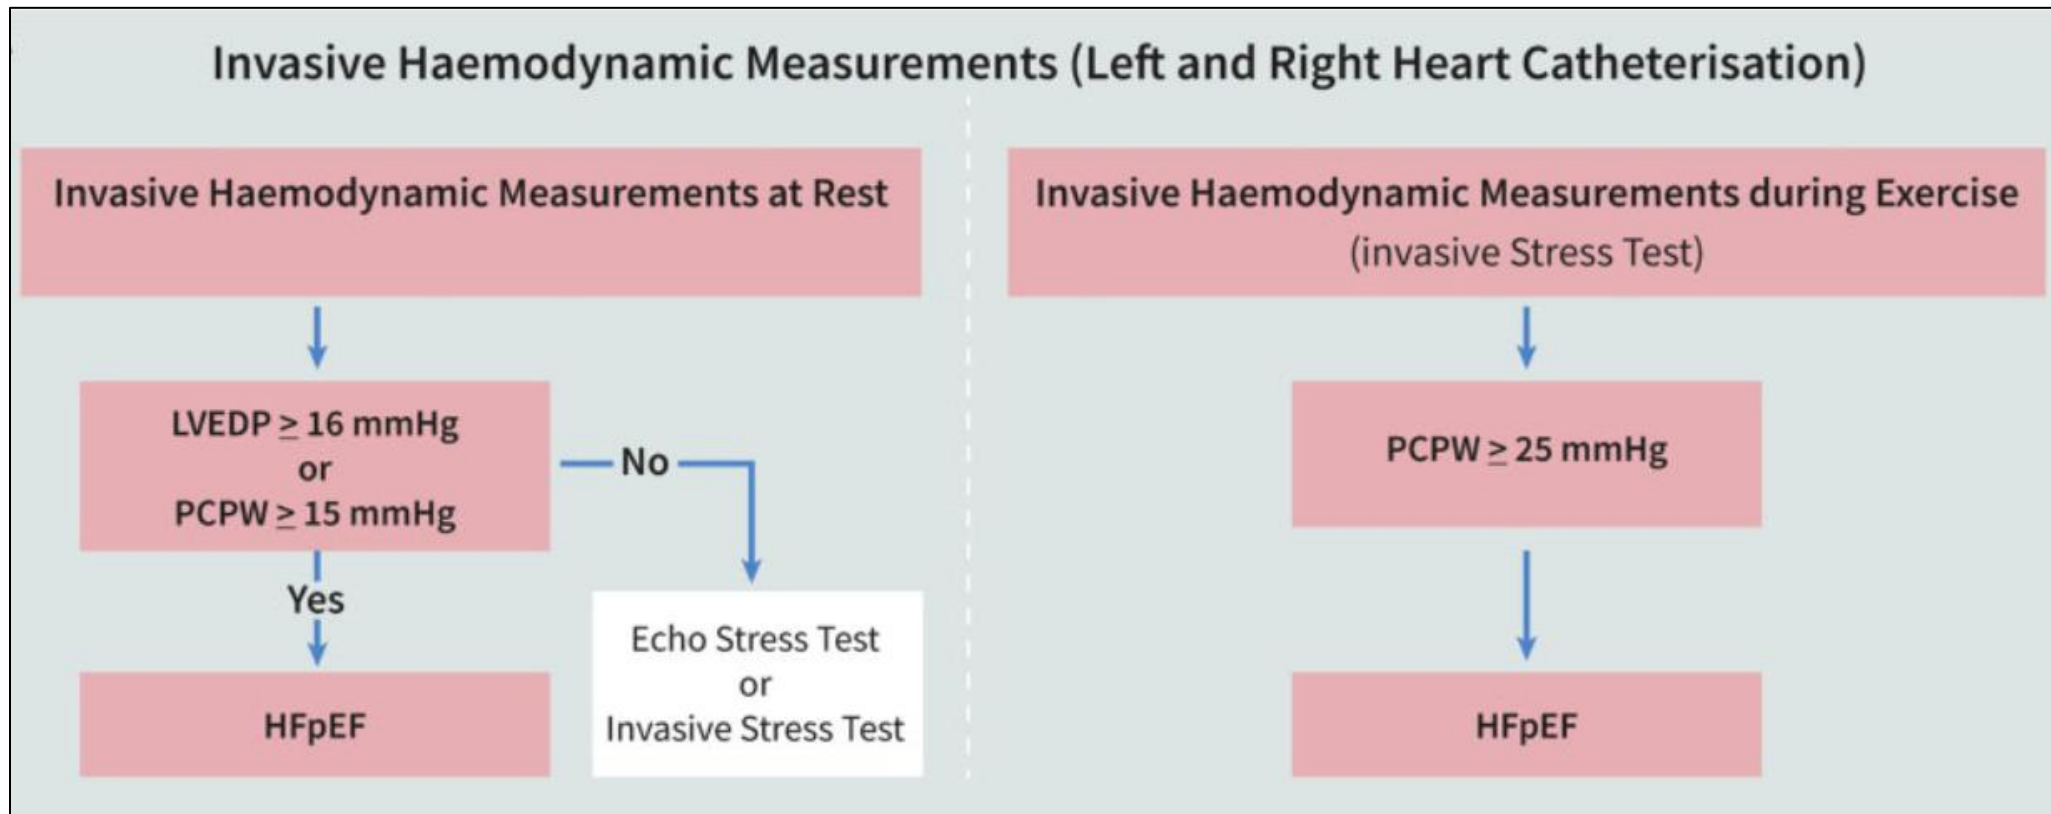 Invasive Haemodynamic Measurements (Left and Right Heart Catheterisation)
Invasive Haemodynamic Measurements at Rest
LVEDP ≥ 16 mmHg
or
PCPW ≥ 15 mmHg
No
Yes
HFpEF
Echo Stress Test
or
Invasive Stress Test
Invasive Haemodynamic Measurements during Exercise
(invasive Stress Test)
PCPW ≥ 25 mmHg
HFpEF